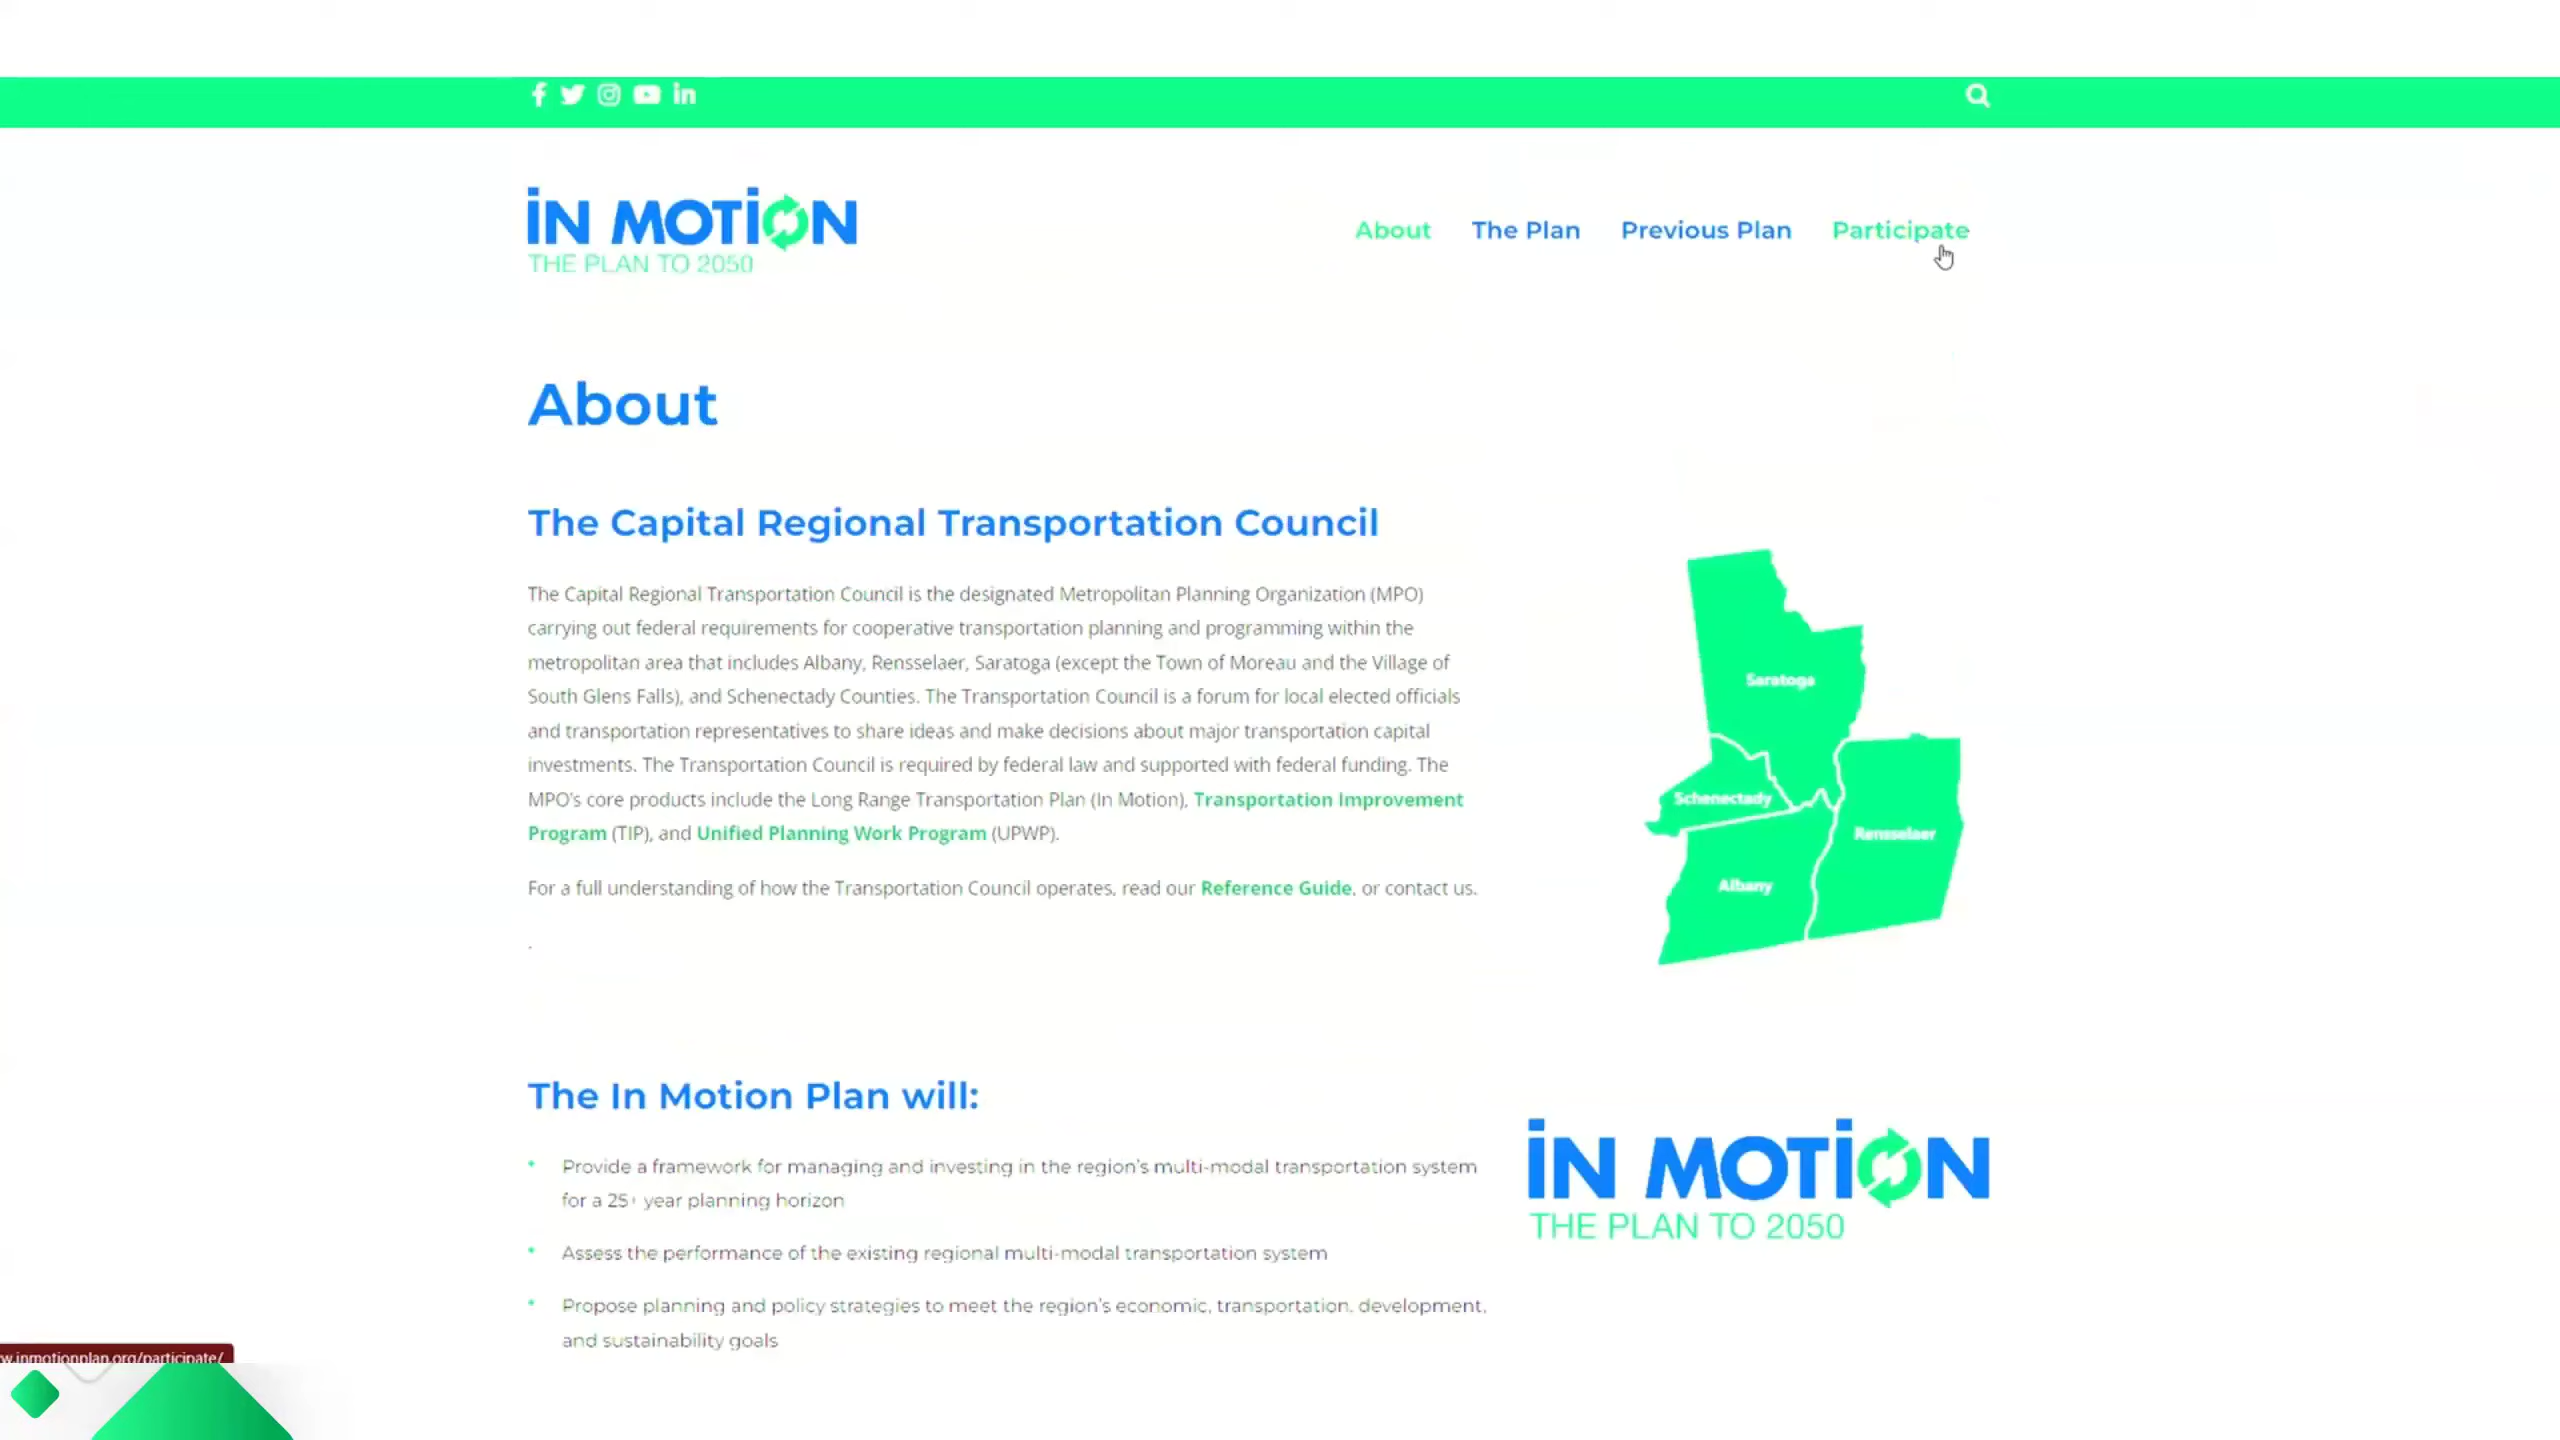 iN MOTiON
THE PLAN TO 2050
About The Plan Previous Plan Participate
About
The Capital Regional Transportation Council
The Capital Regional Transportation Council is the designated Metropolitan Planning Organization (MPO)
carrying out federal requirements for cooperative transportation planning and programming within the
metropolitan area that includes Albany, Rensselaer, Saratoga (except the Town of Moreau and the Village of
South Glens Falls), and Schenectady Counties. The Transportation Council is a forum for local elected officials
and transportation representatives to share ideas and make decisions about major transportation capital
investments. The Transportation Council is required by federal law and supported with federal funding. The
MPO's core products include the Long Range Transportation Plan (In Motion), Transportation Improvement
Program (TIP), and Unified Planning Work Program (UPWP).
For a full understanding of how the Transportation Council operates, read our Reference Guide, or contact us.
.
Saratoga
Schenectady
Rensselaer
Albany
The In Motion Plan will:
Provide a framework for managing and investing in the region's multi-modal transportation system
for a 25+ year planning horizon
Assess the performance of the existing regional multi-modal transportation system
Propose planning and policy strategies to meet the region's economic, transportation, development,
and sustainability goals
iN MOTiON
THE PLAN TO 2050
w.inmotionplan.org/participate/